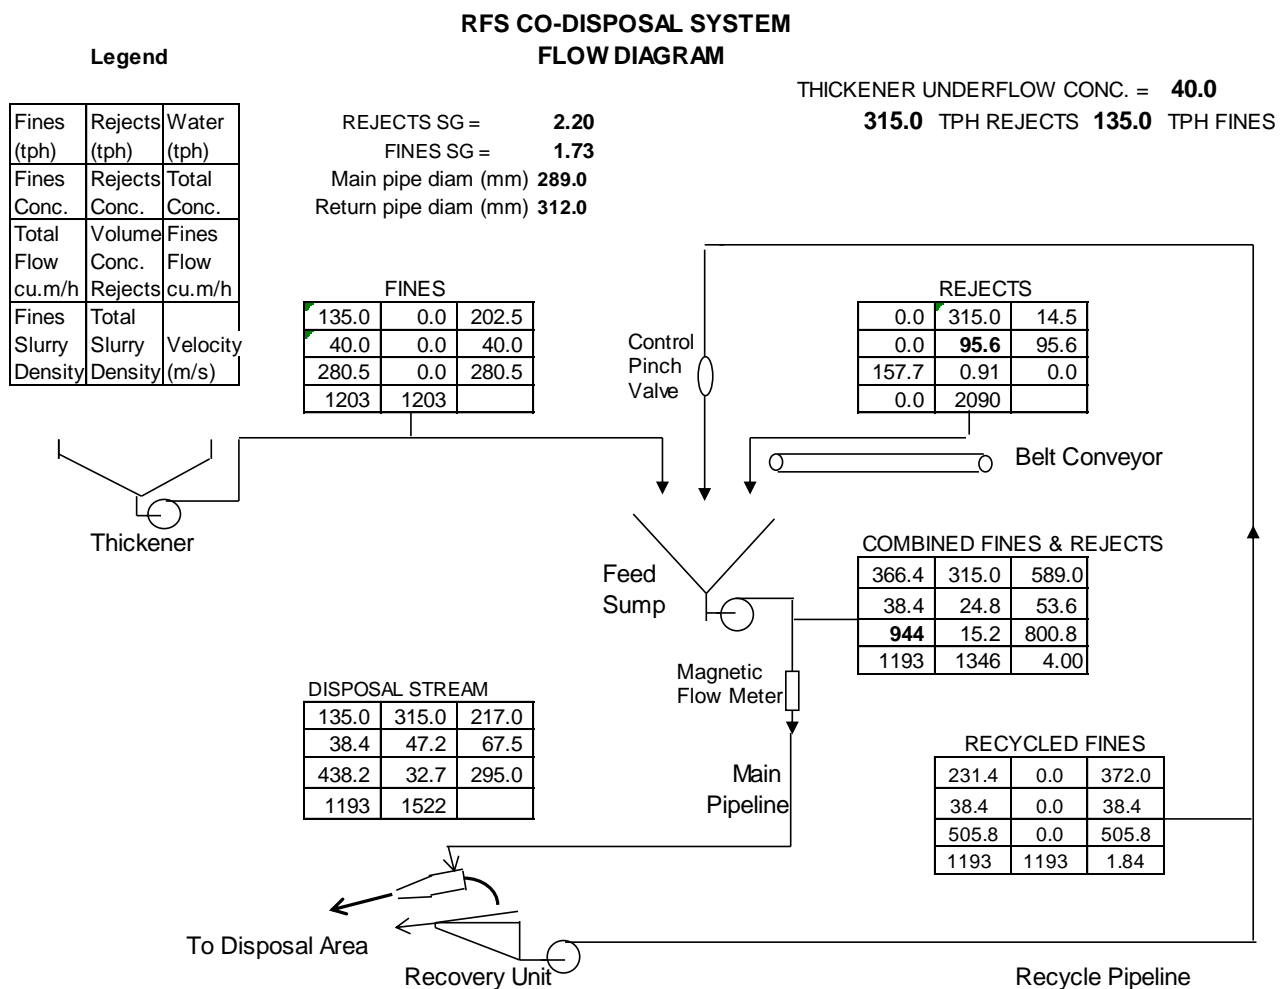 RFS CO-DISPOSAL SYSTEM
FLOW DIAGRAM
Legend
THICKENER UNDERFLOW CONC. = 40.0
315.0 TPH REJECTS 135.0 TPH FINES
Fines Rejects Water
(tph) (tph) (tph)
Fines Rejects Total
Conc. Conc. Conc.
Total Volume Fines
Flow Conc. Flow
cu.m/h Rejects cu.m/h
Fines Total
Slurry Slurry Velocity
Density Density (m/s)
REJECTS SG = 2.20
FINES SG = 1.73
Main pipe diam (mm) 289.0
Return pipe diam (mm) 312.0
FINES
135.0 0.0 202.5
40.0 0.0 40.0
280.5 0.0 280.5
1203 1203
Control
Pinch
Valve
REJECTS
0.0 315.0 14.5
0.0 95.6 95.6
157.7 0.91 0.0
0.0 2090
Belt Conveyor
Thickener
Feed
Sump
COMBINED FINES & REJECTS
366.4 315.0 589.0
38.4 24.8 53.6
944 15.2 800.8
1193 1346 4.00
Magnetic
Flow Meter
DISPOSAL STREAM
135.0 315.0 217.0
38.4 47.2 67.5
438.2 32.7 295.0
1193 1522
Main
Pipeline
RECYCLED FINES
231.4 0.0 372.0
38.4 0.0 38.4
505.8 0.0 505.8
1193 1193 1.84
To Disposal Area
Recovery Unit
Recycle Pipeline